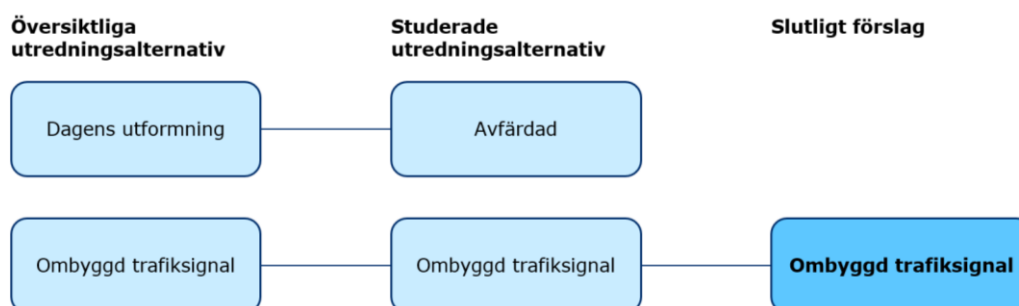 Översiktliga
utredningsalternativ
Studerade
utredningsalternativ
Slutligt förslag
Dagens utformning
Avfärdad
Ombyggd trafiksignal
Ombyggd trafiksignal
Ombyggd trafiksignal